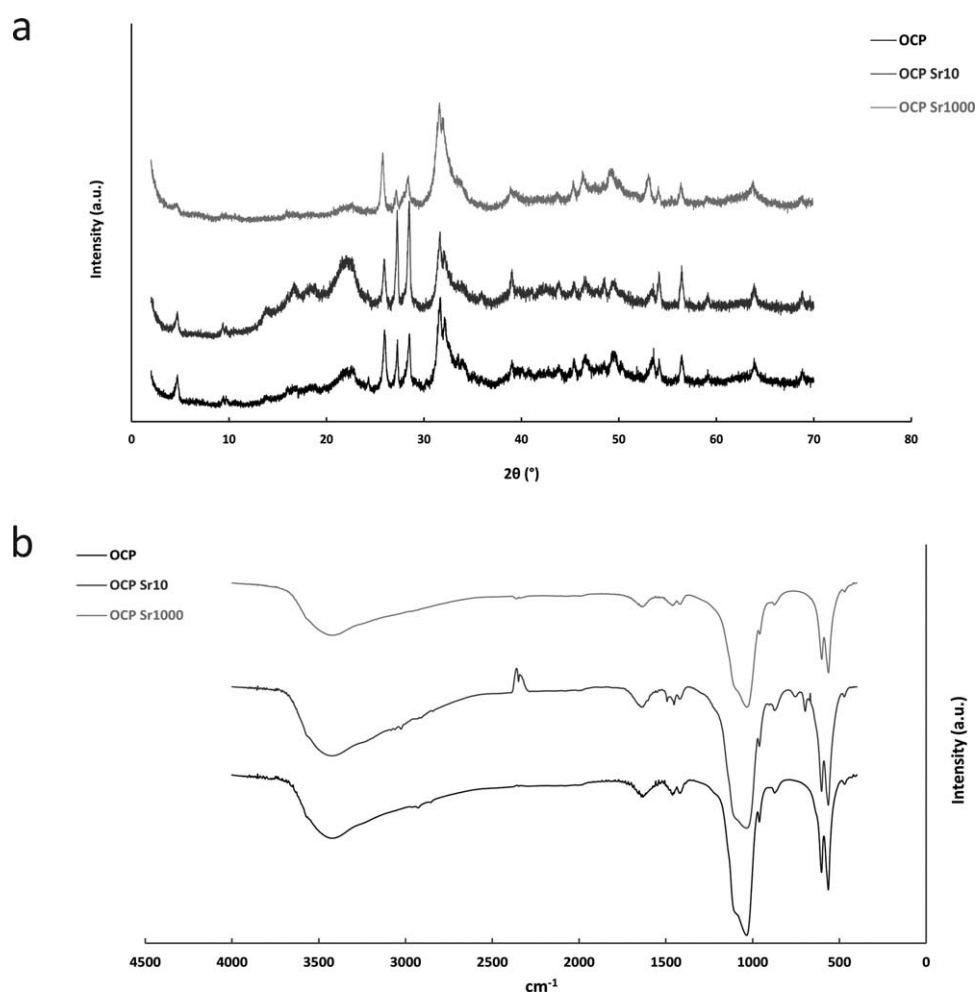 a
OCP
OCP Sr10
OCP Sr1000
Intensity (a.u.)
0 10 20 30 40 50 60 70 80
2θ (°)
b
OCP
OCP Sr10
OCP Sr1000
Intensity (a.u.)
4500 4000 3500 3000 2500 2000 1500 1000 500 0
cm-1